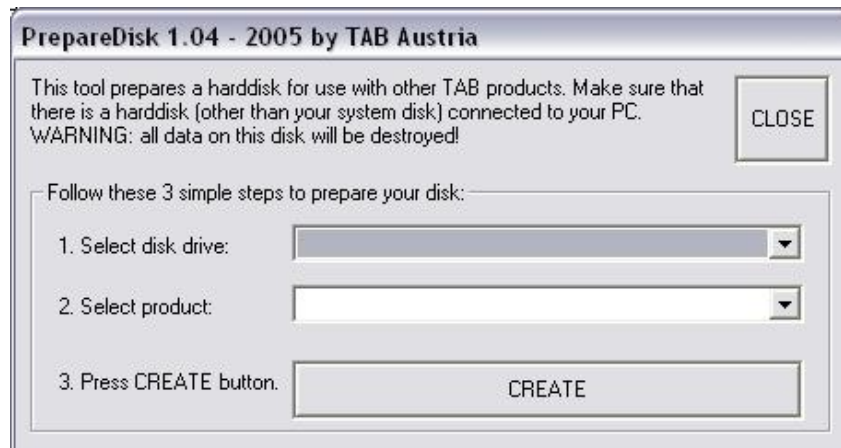 PrepareDisk 1.04 - 2005 by TAB Austria
This tool prepares a harddisk for use with other TAB products. Make sure that
there is a harddisk (other than your system disk) connected to your PC.
WARNING: all data on this disk will be destroyed!
CLOSE
Follow these 3 simple steps to prepare your disk:
1. Select disk drive:
2. Select product:
3. Press CREATE button.
CREATE